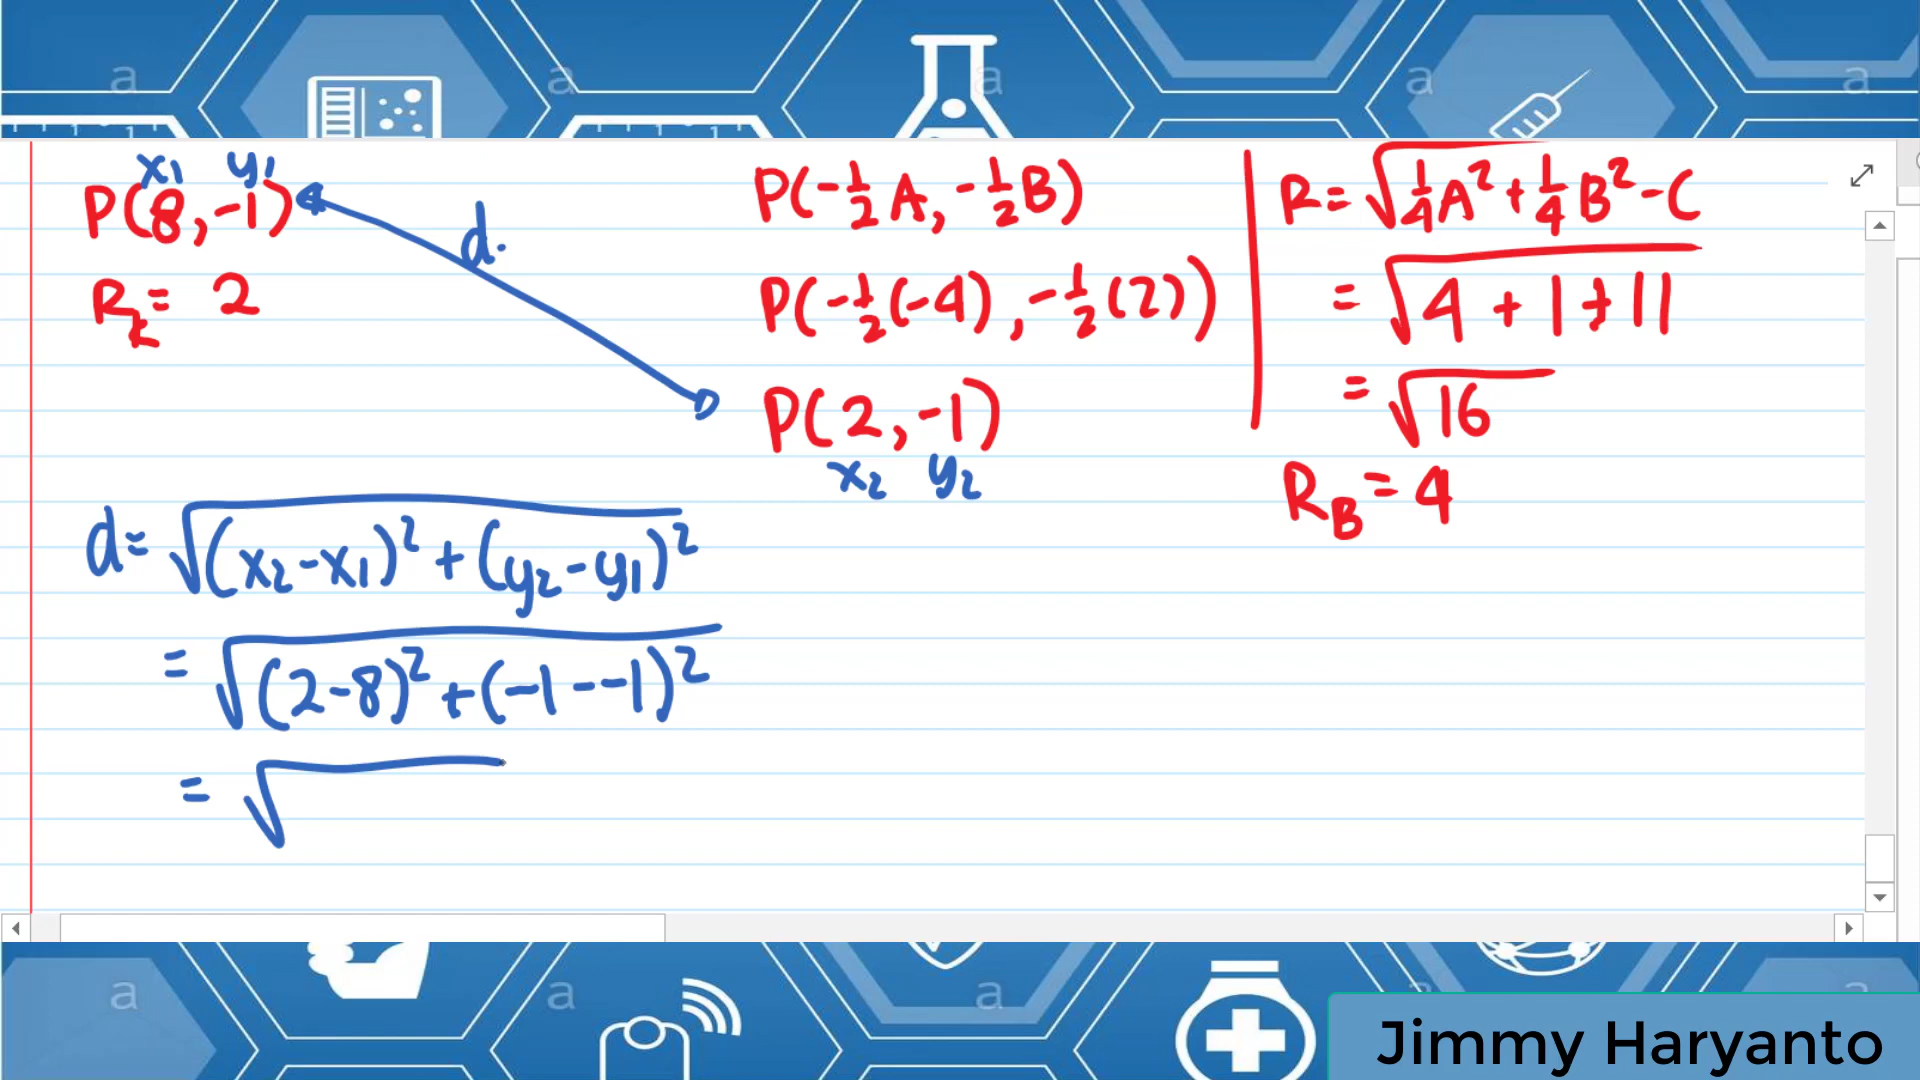 a a a a a
x₁ y₁
P(8, -1)
R_k = 2
d.
P(-½A, -½B)
P(-½(-4), -½(2))
P(2, -1)
x₂ y₂
R = √(¼A² + ¼B² - C)
= √(4 + 1 + 11)
= √16
R_B = 4
d = √((x₂ - x₁)² + (y₂ - y₁)²)
= √((2 - 8)² + (-1 - -1)²)
= √
a a a a
Jimmy Haryanto